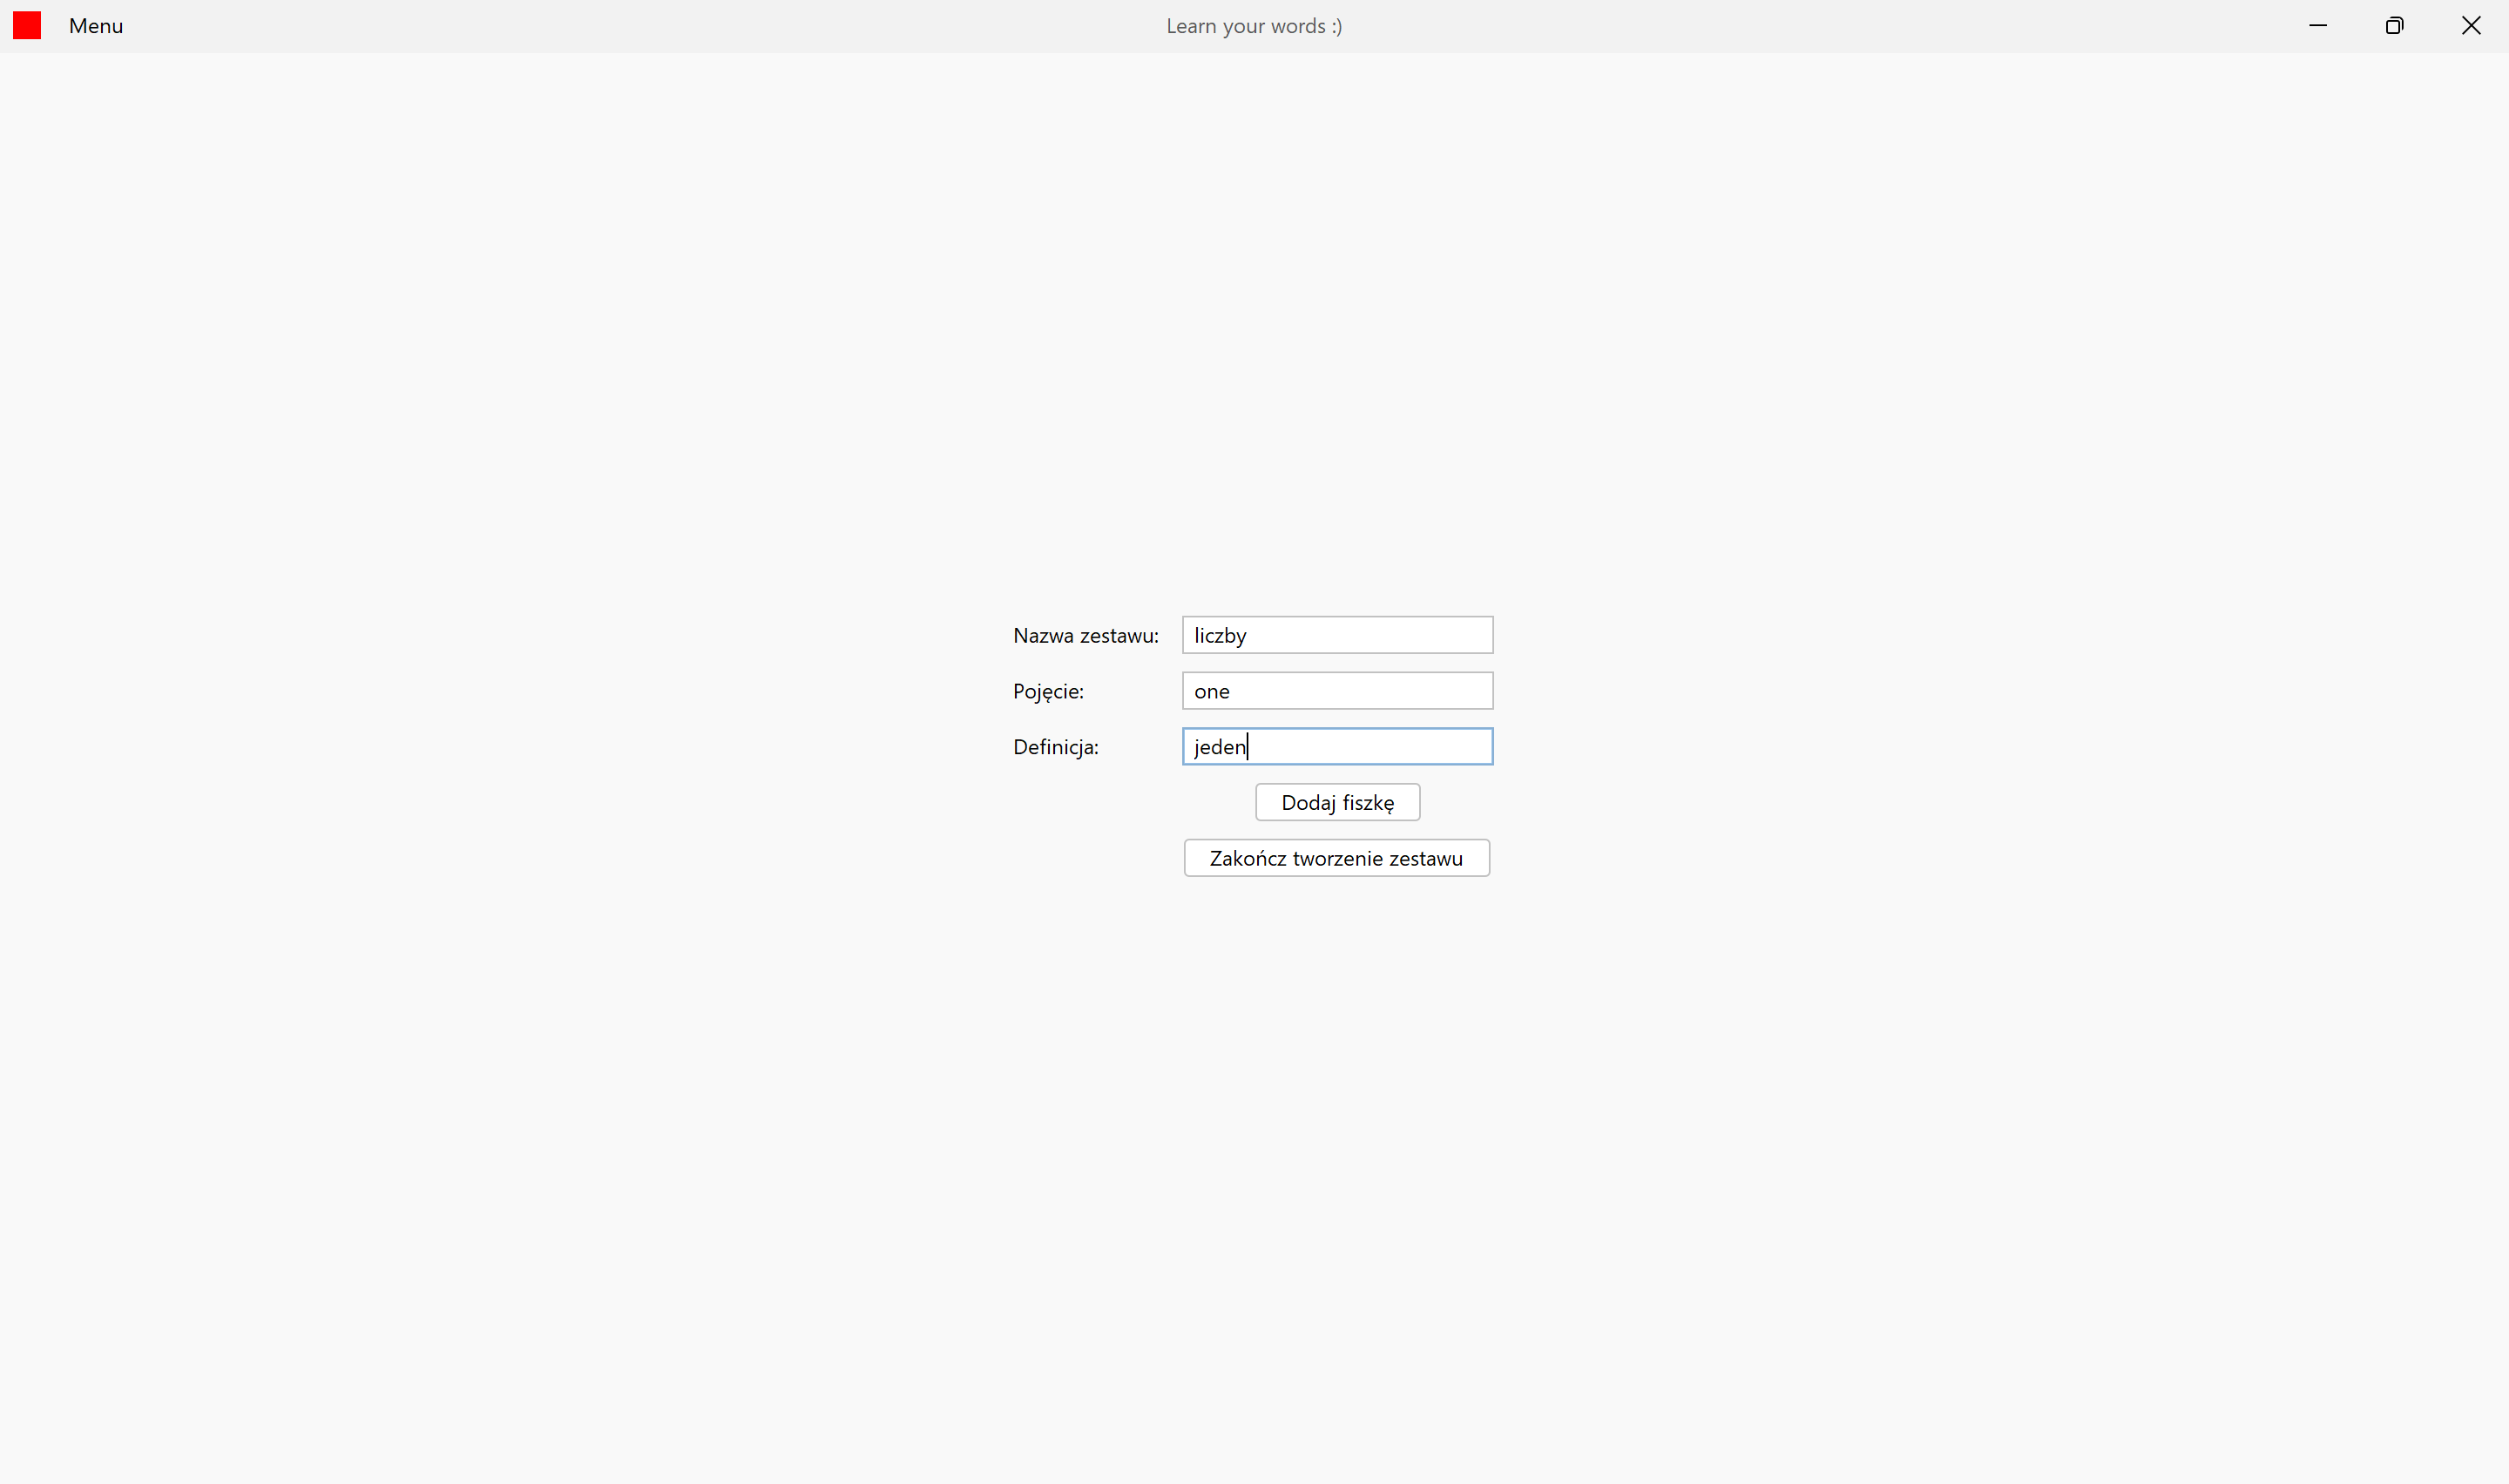 Menu
Learn your words :)
Nazwa zestawu: liczby
Pojęcie: one
Definicja: jeden
Dodaj fiszkę
Zakończ tworzenie zestawu